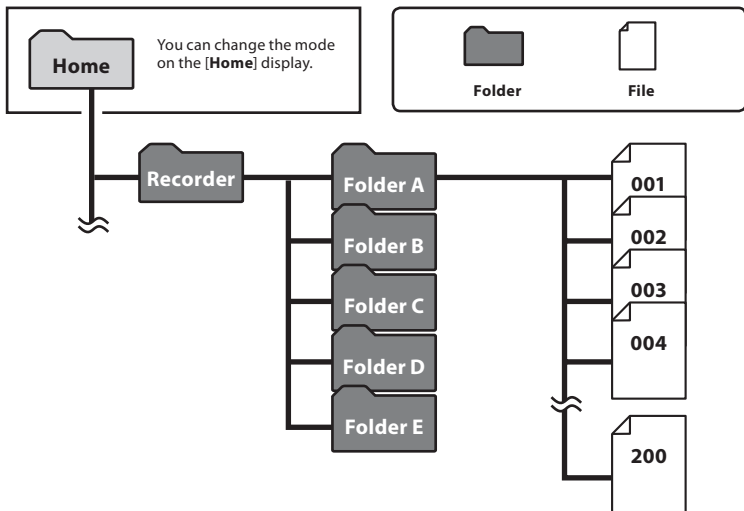 Home
You can change the mode
on the [Home] display.
Folder
File
Recorder
Folder A
Folder B
Folder C
Folder D
Folder E
001
002
003
004
200